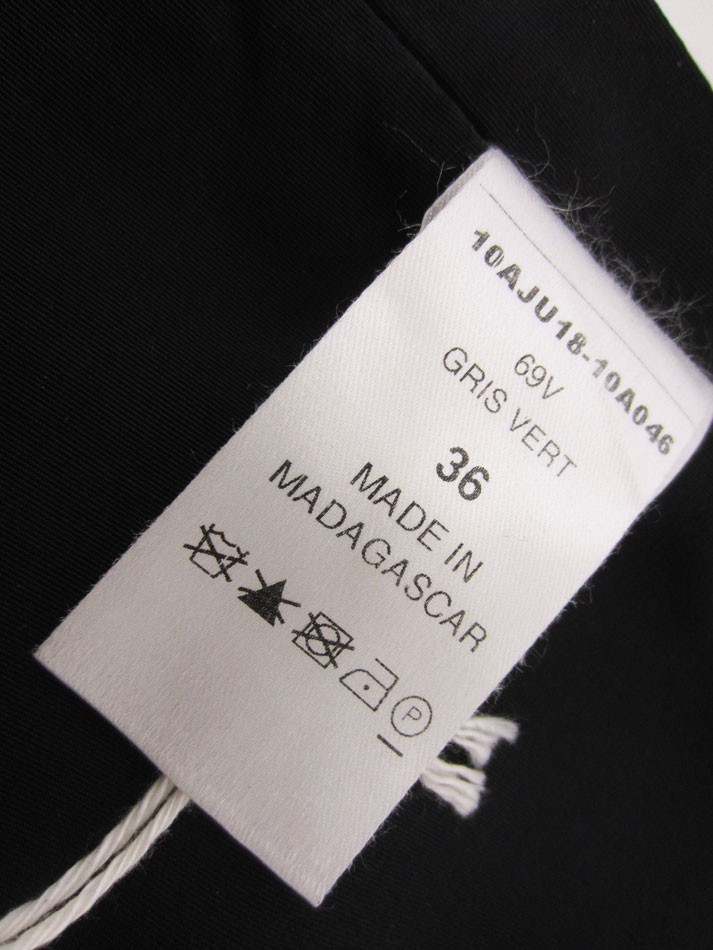 10AJU18-10A046
69V
GRIS VERT
36
MADE IN
MADAGASCAR
P